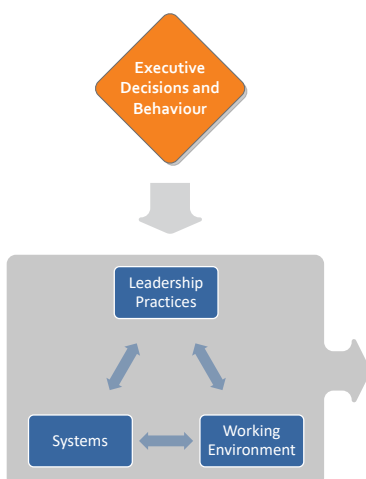 Executive
Decisions and
Behaviour
Leadership
Practices
Systems
Working
Environment